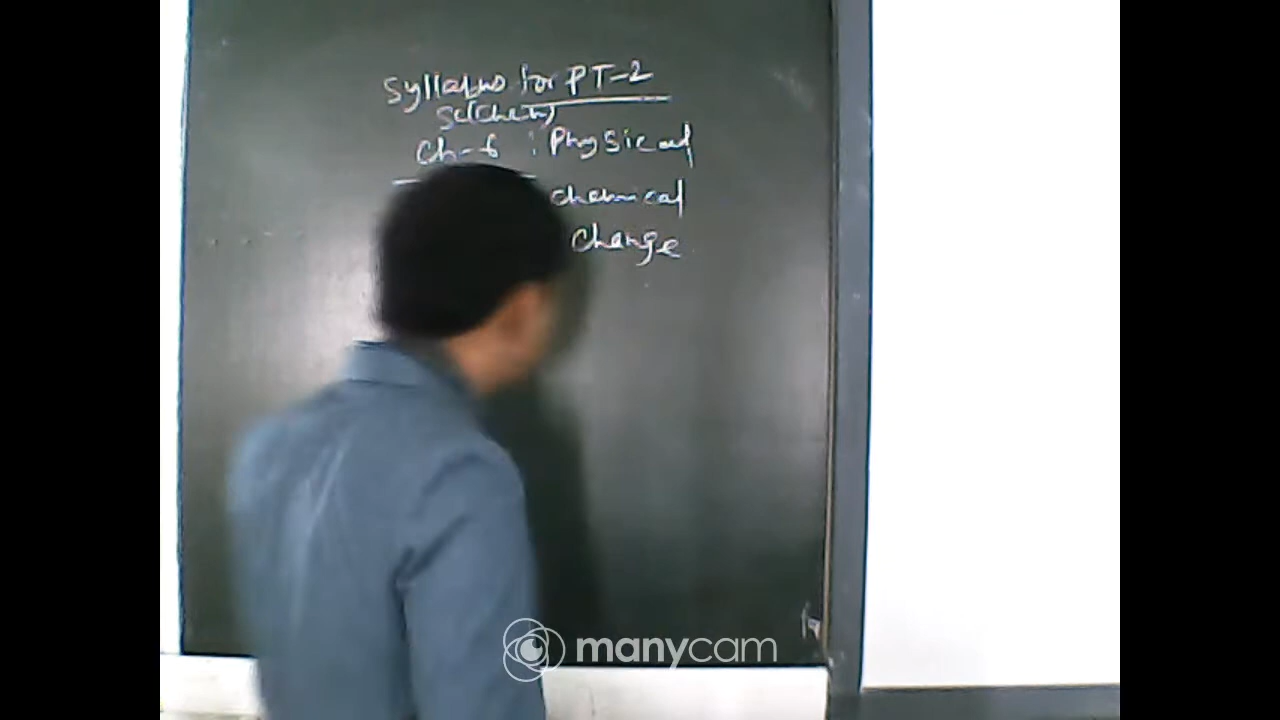 Syllabus for PT-2
Sc(Chem)
Ch-6 : Physical
chemical
change
manycam